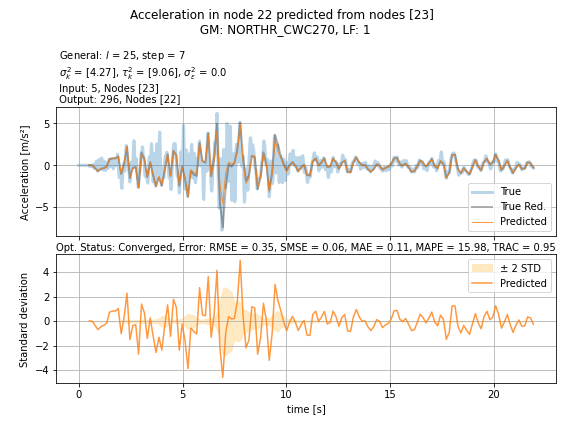 Acceleration in node 22 predicted from nodes [23]
GM: NORTHR_CWC270, LF: 1
General: l = 25, step = 7
σ²ₖ = [4.27], τ²ₖ = [9.06], σ²ε = 0.0
Input: 5, Nodes [23]
Output: 296, Nodes [22]
Acceleration [m/s²]
5
0
−5
True
True Red.
Predicted
Opt. Status: Converged, Error: RMSE = 0.35, SMSE = 0.06, MAE = 0.11, MAPE = 15.98, TRAC = 0.95
Standard deviation
4
2
0
−2
−4
± 2 STD
Predicted
0 5 10 15 20
time [s]